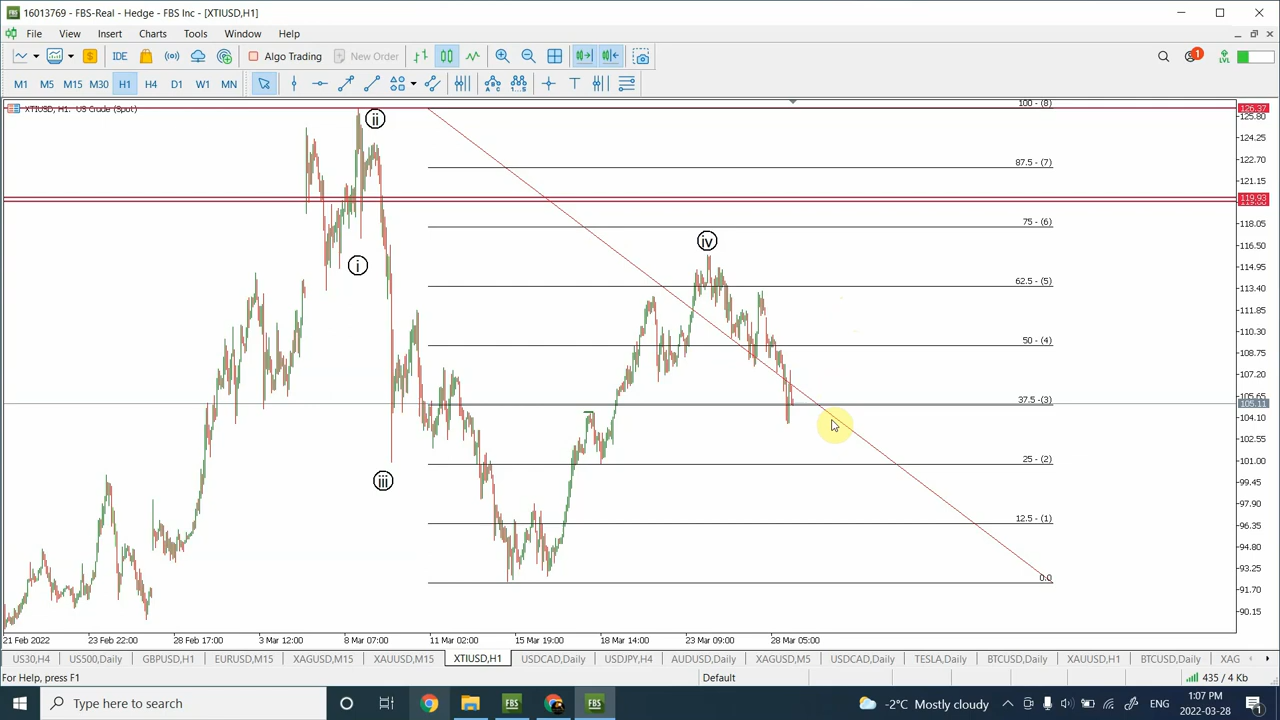 16013769 - FBS-Real - Hedge - FBS Inc - [XTIUSD,H1]
File View Insert Charts Tools Window Help
IDE Algo Trading New Order 1 LVL
M1 M5 M15 M30 H1 H4 D1 W1 MN T
XTIUSD, H1: US Crude (Spot)
100 - (8)
126.37
125.80
ii
124.25
87.5 - (7)
122.70
121.15
119.93
75 - (6)
118.05
iv
116.50
i
114.95
62.5 - (5)
113.40
111.85
50 - (4)
110.30
108.75
107.20
37.5 -(3)
105.65
105.11
104.10
102.55
25 - (2)
101.00
iii
99.45
97.90
12.5 - (1)
96.35
94.80
0.0
93.25
91.70
90.15
21 Feb 2022 23 Feb 22:00 28 Feb 17:00 3 Mar 12:00 8 Mar 07:00 11 Mar 02:00 15 Mar 19:00 18 Mar 14:00 23 Mar 09:00 28 Mar 05:00
US30,H4 US500,Daily GBPUSD,H1 EURUSD,M15 XAGUSD,M15 XAUUSD,M15 XTIUSD,H1 USDCAD,Daily USDJPY,H4 AUDUSD,Daily XAGUSD,M5 USDCAD,Daily TESLA,Daily BTCUSD,Daily XAUUSD,H1 BTCUSD,Daily XAG
For Help, press F1 Default 435 / 4 Kb
Type here to search FBS FBS -2°C Mostly cloudy ENG 1:07 PM
2022-03-28 1